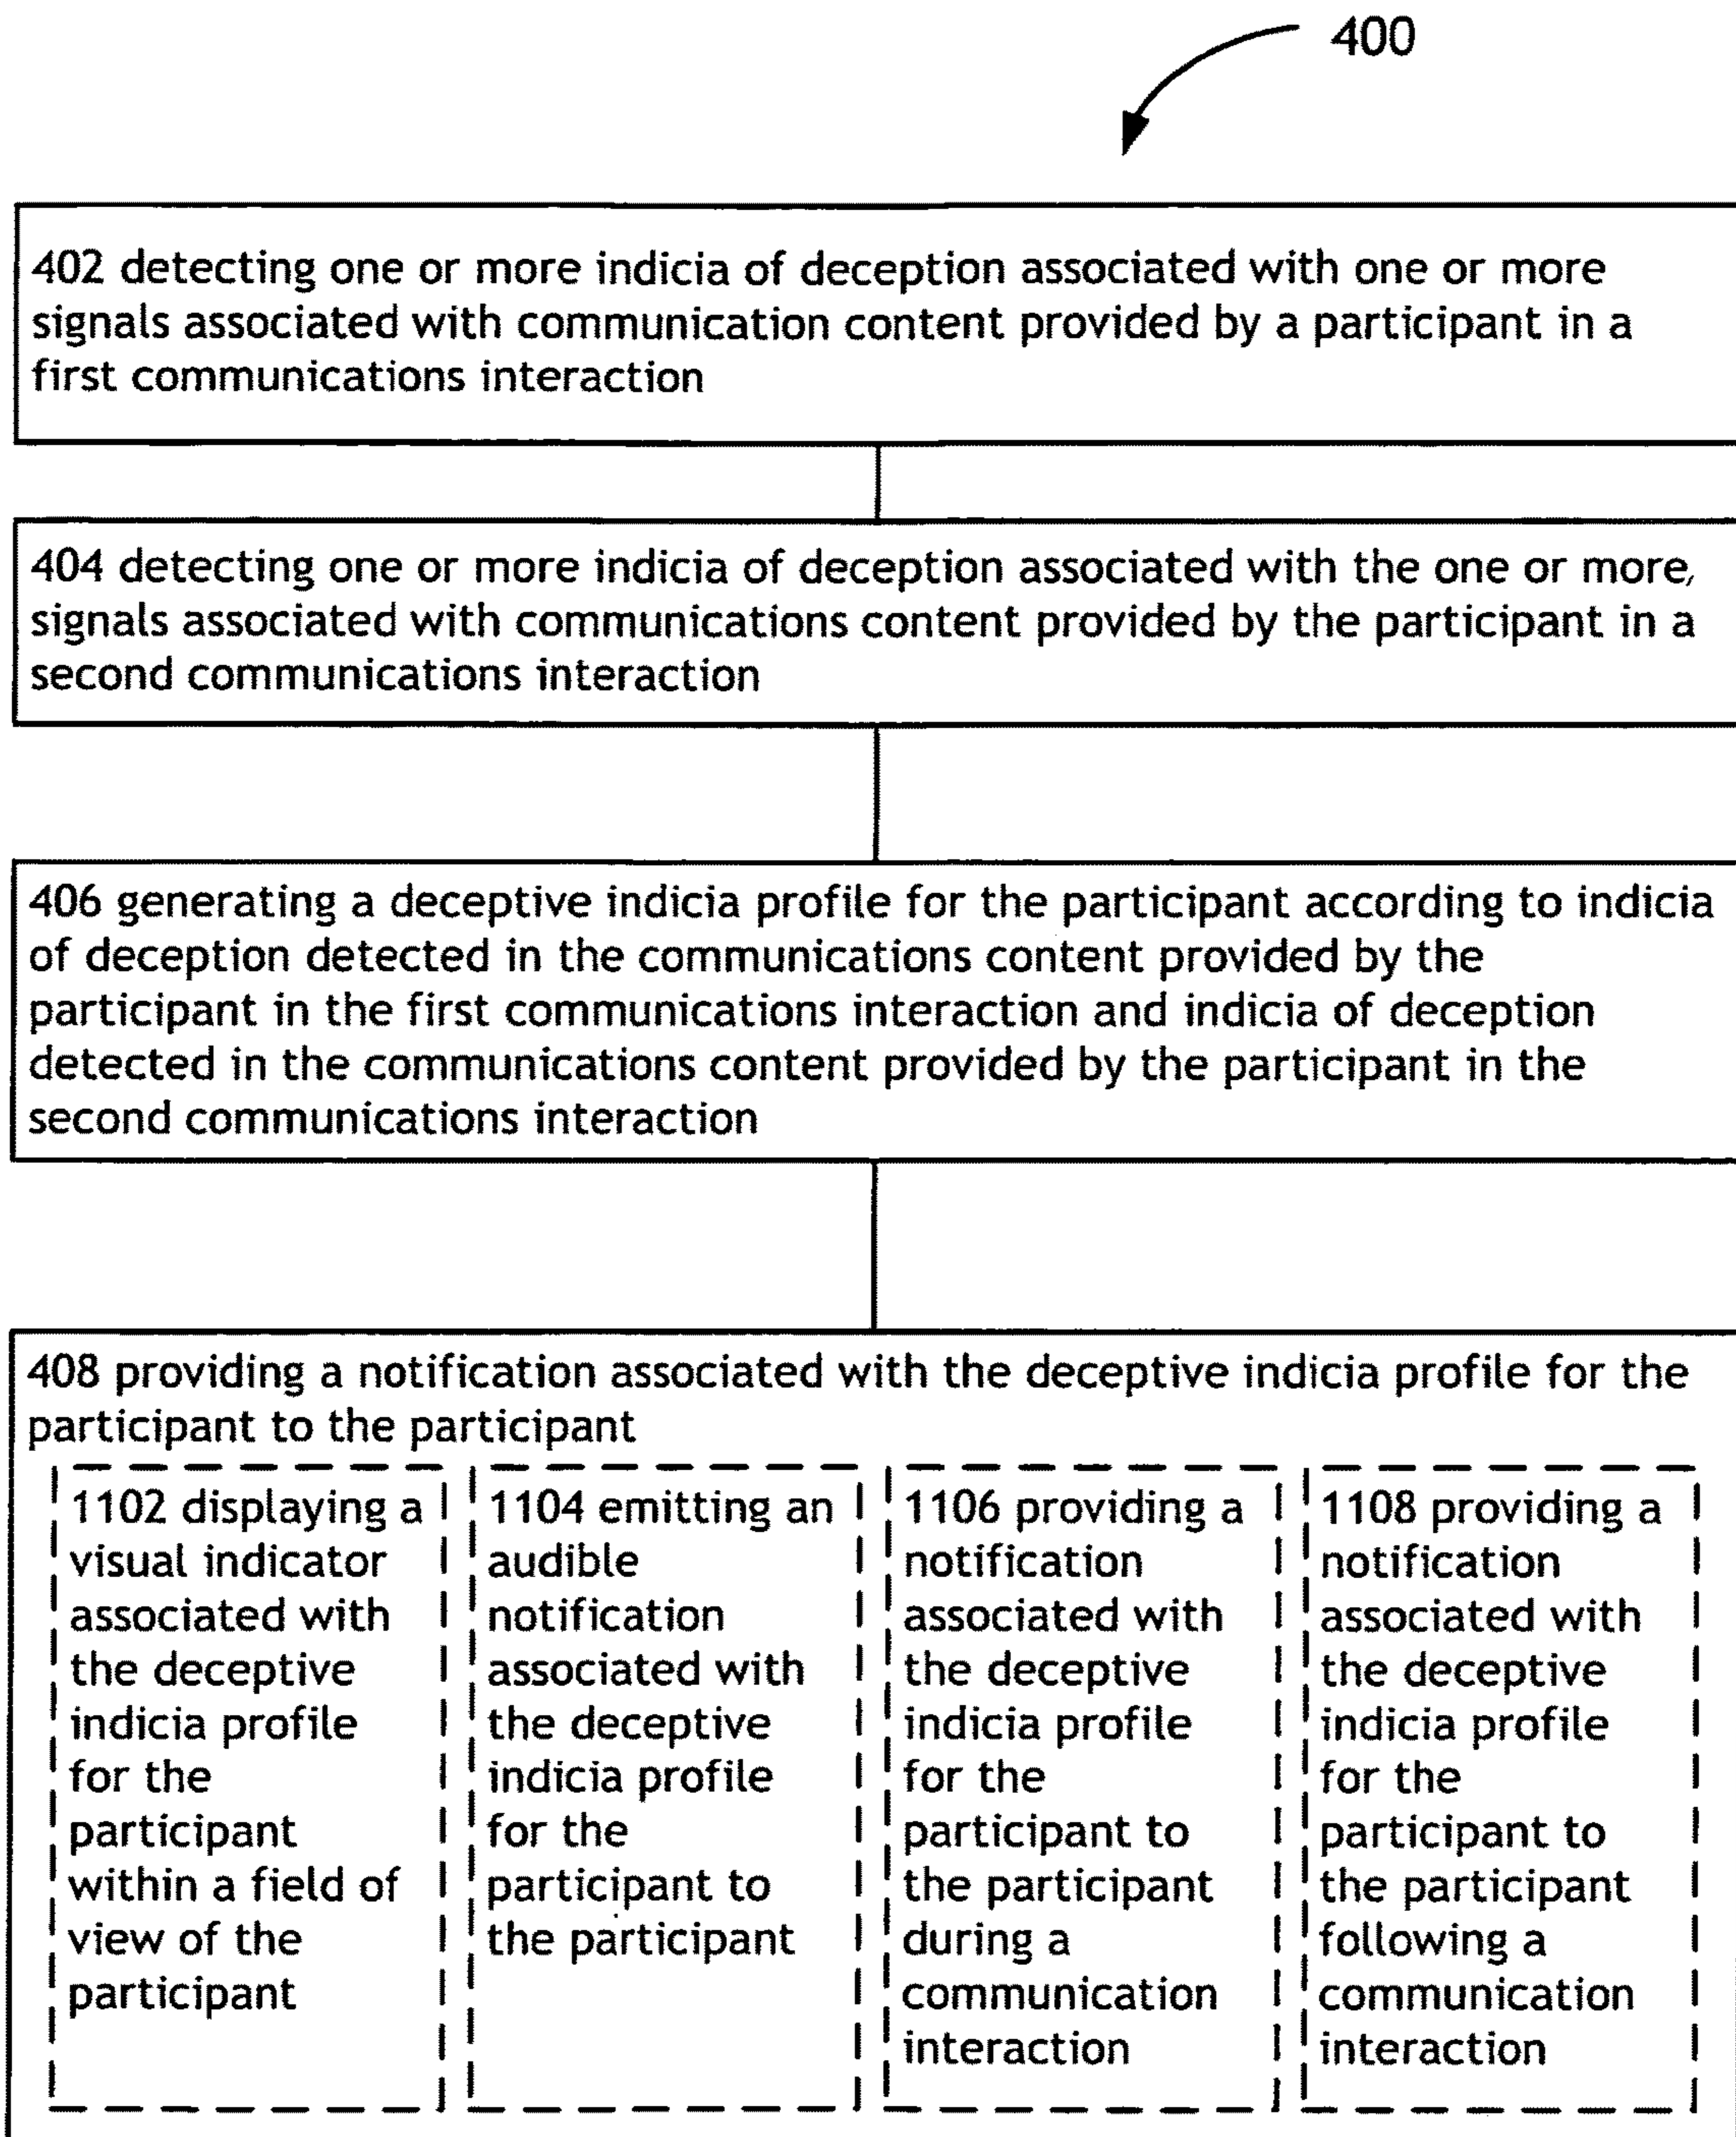 400
402 detecting one or more indicia of deception associated with one or more
signals associated with communication content provided by a participant in a
first communications interaction
404 detecting one or more indicia of deception associated with the one or more,
signals associated with communications content provided by the participant in a
second communications interaction
406 generating a deceptive indicia profile for the participant according to indicia
of deception detected in the communications content provided by the
participant in the first communications interaction and indicia of deception
detected in the communications content provided by the participant in the
second communications interaction
408 providing a notification associated with the deceptive indicia profile for the
participant to the participant
1102 displaying a
visual indicator
associated with
the deceptive
indicia profile
for the
participant
within a field of
view of the
participant
1104 emitting an
audible
notification
associated with
the deceptive
indicia profile
for the
participant to
the participant
1106 providing a
notification
associated with
the deceptive
indicia profile
for the
participant to
the participant
during a
communication
interaction
1108 providing a
notification
associated with
the deceptive
indicia profile
for the
participant to
the participant
following a
communication
interaction